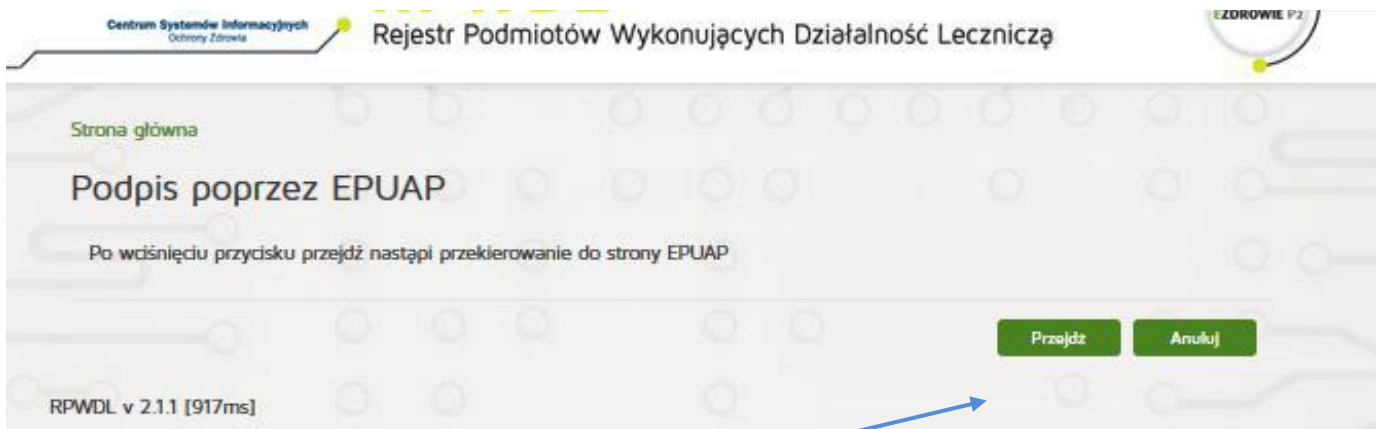 Centrum Systemów Informacyjnych
Ochrony Zdrowia
Rejestr Podmiotów Wykonujących Działalność Leczniczą
EZDROWIE P2
Strona główna
Podpis poprzez EPUAP
Po wciśnięciu przycisku przejdź nastąpi przekierowanie do strony EPUAP
Przejdź Anuluj
RPWDL v 2.1.1 [917ms]